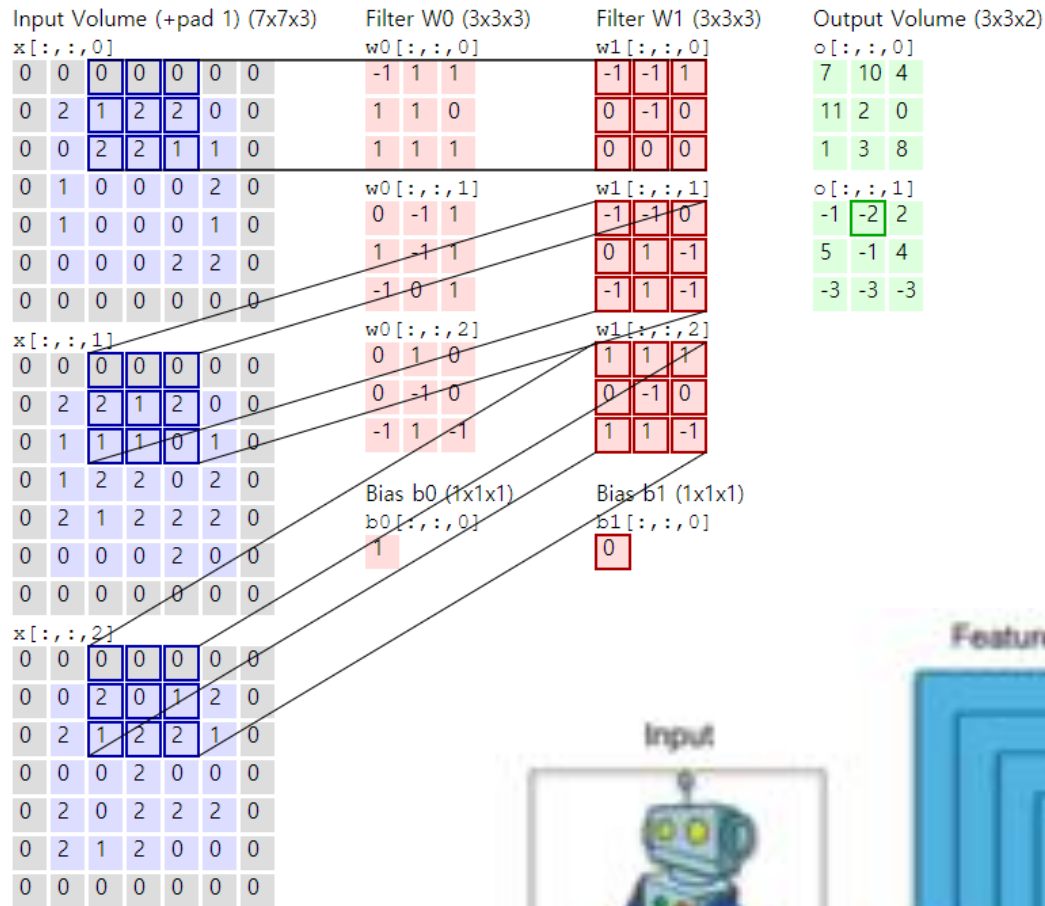 Input Volume (+pad 1) (7x7x3) Filter W0 (3x3x3) Filter W1 (3x3x3) Output Volume (3x3x2)
x[:,:,0] w0[:,:,0] w1[:,:,0] o[:,:,0]
0 0 0 0 0 0 0 -1 1 1 -1 -1 1 7 10 4
0 2 1 2 2 0 0 1 1 0 0 -1 0 11 2 0
0 0 2 2 1 1 0 1 1 1 0 0 0 1 3 8
0 1 0 0 0 2 0 w0[:,:,1] w1[:,:,1] o[:,:,1]
0 1 0 0 0 1 0 0 -1 1 -1 -1 0 -1 -2 2
0 0 0 0 2 2 0 1 -1 1 0 1 -1 5 -1 4
0 0 0 0 0 0 0 -1 0 1 -1 1 -1 -3 -3 -3
x[:,:,1] w0[:,:,2] w1[:,:,2]
0 0 0 0 0 0 0 0 1 0 1 1 1
0 2 2 1 2 0 0 0 -1 0 0 -1 0
0 1 1 1 0 1 0 -1 1 -1 1 1 -1
0 1 2 2 0 2 0
Bias b0 (1x1x1) Bias b1 (1x1x1)
0 2 1 2 2 2 0 b0[:,:,0] b1[:,:,0]
0 0 0 0 2 0 0 1 0
0 0 0 0 0 0 0
x[:,:,2]
0 0 0 0 0 0 0
0 0 2 0 1 2 0
0 2 1 2 2 1 0
0 0 0 2 0 0 0
0 2 0 2 2 2 0
0 2 1 2 0 0 0
0 0 0 0 0 0 0
Input